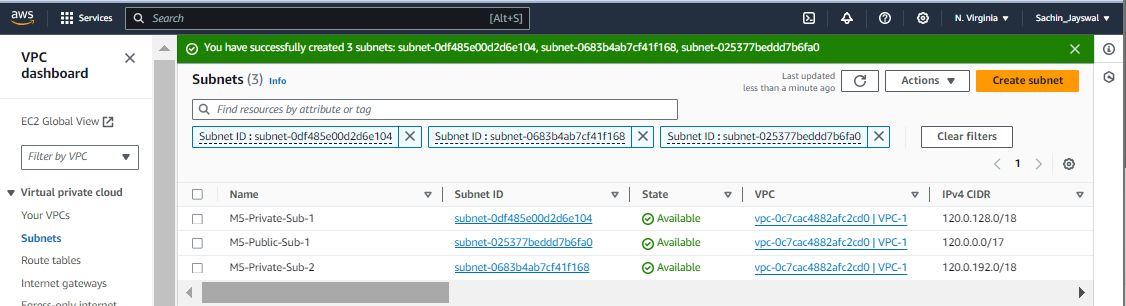 aws Services Search [Alt+S] N. Virginia Sachin_Jayswal
VPC dashboard
EC2 Global View
Filter by VPC
Virtual private cloud
Your VPCs
Subnets
Route tables
Internet gateways
Egress-only internet
You have successfully created 3 subnets: subnet-0df485e00d2d6e104, subnet-0683b4ab7cf41f168, subnet-025377beddd7b6fa0
Subnets (3) Info
Last updated
less than a minute ago
Actions
Create subnet
Find resources by attribute or tag
Subnet ID : subnet-0df485e00d2d6e104 Subnet ID : subnet-0683b4ab7cf41f168 Subnet ID : subnet-025377beddd7b6fa0 Clear filters
1
Name Subnet ID State VPC IPv4 CIDR
M5-Private-Sub-1 subnet-0df485e00d2d6e104 Available vpc-0c7cac4882afc2cd0 | VPC-1 120.0.128.0/18
M5-Public-Sub-1 subnet-025377beddd7b6fa0 Available vpc-0c7cac4882afc2cd0 | VPC-1 120.0.0.0/17
M5-Private-Sub-2 subnet-0683b4ab7cf41f168 Available vpc-0c7cac4882afc2cd0 | VPC-1 120.0.192.0/18